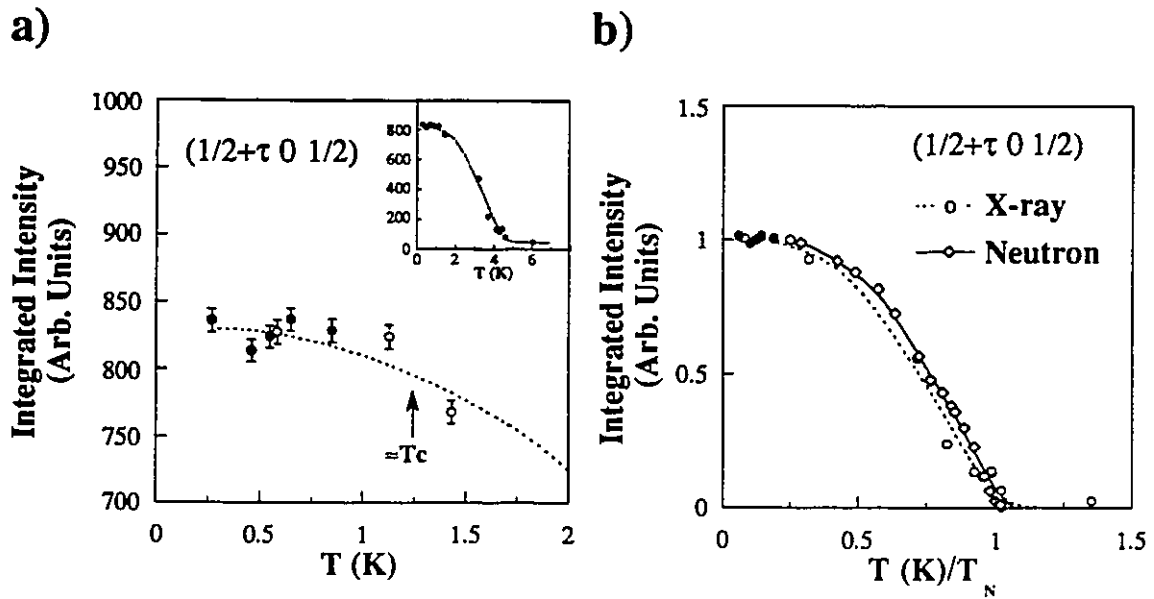 a)
Integrated Intensity
(Arb. Units)
1000
950
900
850
800
750
700
(1/2+τ 0 1/2)
800
600
400
200
0
0
2
4
6
T (K)
≈Tc
0
0.5
1
1.5
2
T (K)
b)
Integrated Intensity
(Arb. Units)
1.5
1
0.5
0
(1/2+τ 0 1/2)
X-ray
Neutron
0
0.5
1
1.5
T (K)/T_N